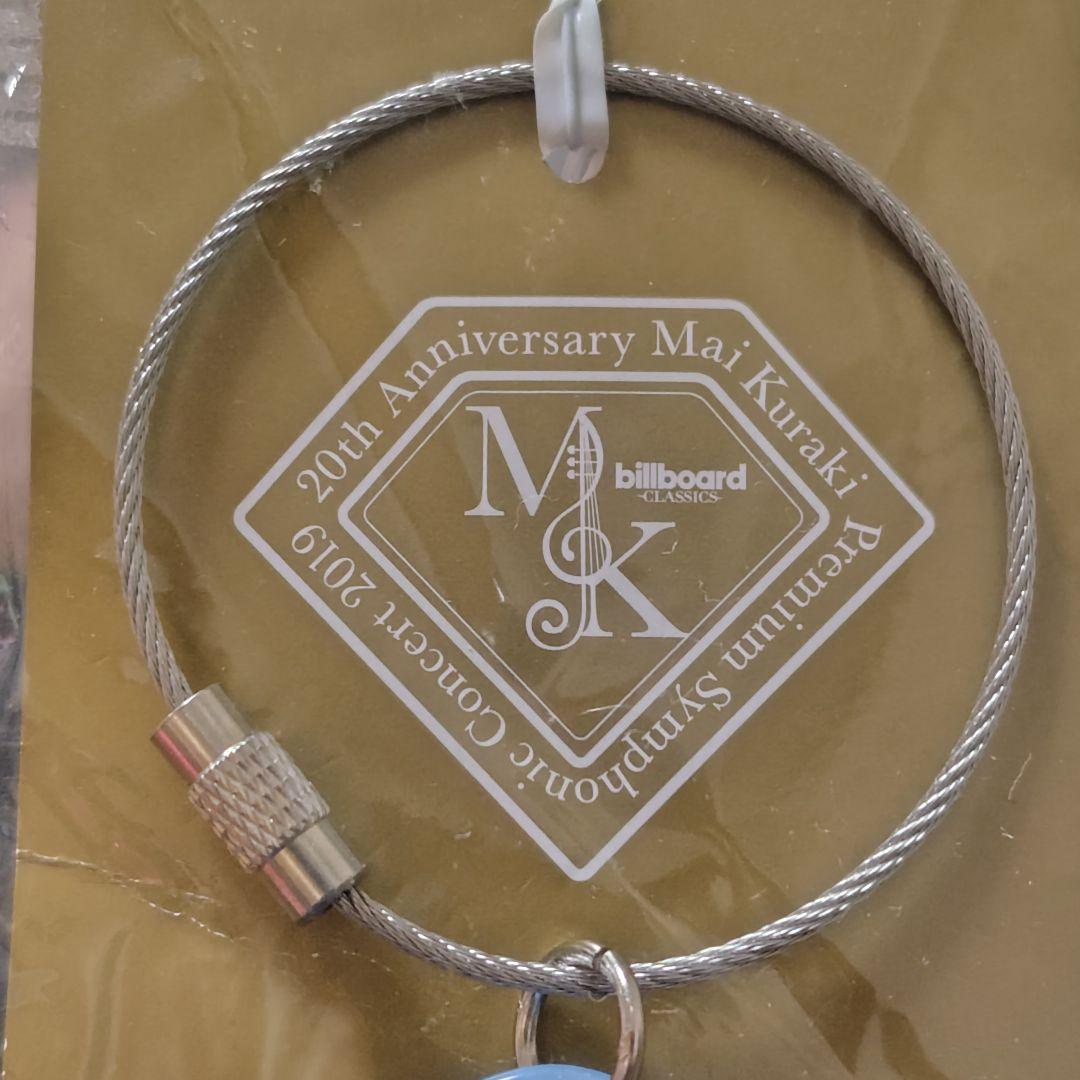 20th Anniversary Mai Kuraki
Premium Symphonic Concert 2019
MK
billboard
CLASSICS